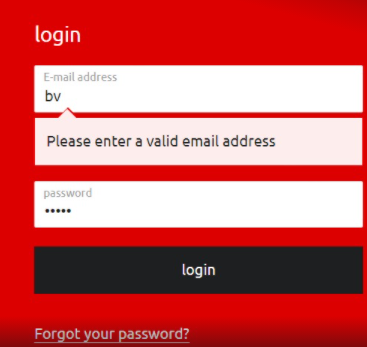 login
E-mail address
bv
Please enter a valid email address
password
•••••
login
Forgot your password?